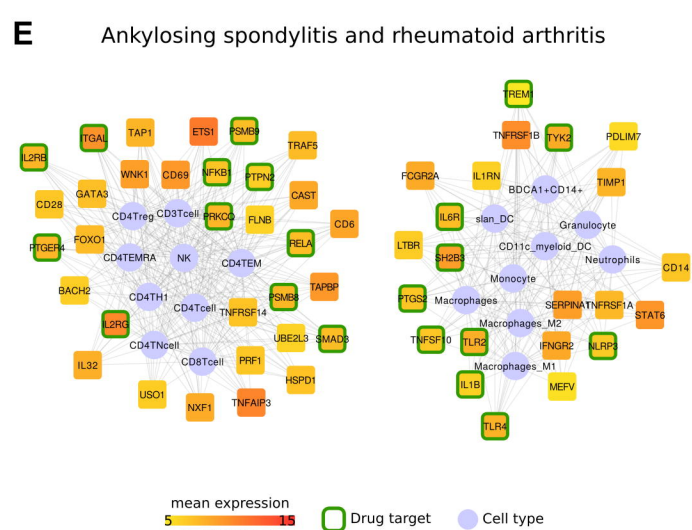 E
Ankylosing spondylitis and rheumatoid arthritis
TREM1
ITGAL
TAP1
ETS1
PSMB9
TNFRSF1B
TYK2
PDLIM7
IL2RB
TRAF5
WNK1
CD69
NFKB1
PTPN2
FCGR2A
IL1RN
TIMP1
CD28
GATA3
CAST
BDCA1+CD14+
CD4Treg
CD3Tcell
PRKCQ
FLNB
CD6
IL6R
slan_DC
Granulocyte
PTGER4
FOXO1
RELA
LTBR
CD11c_myeloid_DC
CD4TEMRA
NK
CD4TEM
SH2B3
Neutrophils
CD14
BACH2
TAPBP
Monocyte
CD4TH1
CD4Tcell
PSMB8
PTGS2
Macrophages
SERPINA1
TNFRSF1A
IL2RG
TNFRSF14
Macrophages_M2
STAT6
CD4TNcell
UBE2L3
SMAD3
TNFSF10
TLR2
IFNGR2
NLRP3
IL32
CD8Tcell
PRF1
Macrophages_M1
HSPD1
IL1B
MEFV
USO1
NXF1
TNFAIP3
TLR4
mean expression
5 15
Drug target
Cell type